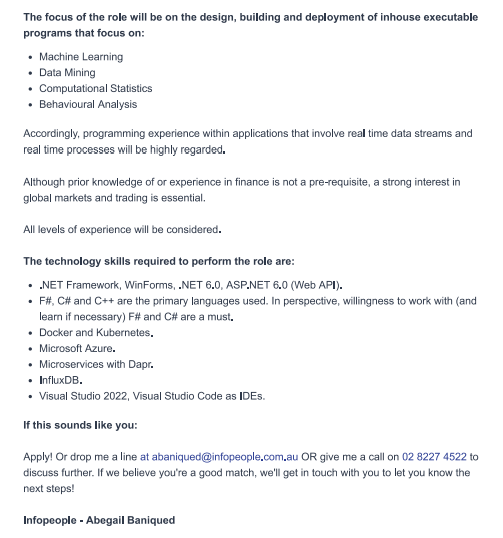 The focus of the role will be on the design, building and deployment of inhouse executable
programs that focus on:
• Machine Learning
• Data Mining
• Computational Statistics
• Behavioural Analysis
Accordingly, programming experience within applications that involve real time data streams and
real time processes will be highly regarded.
Although prior knowledge of or experience in finance is not a pre-requisite, a strong interest in
global markets and trading is essential.
All levels of experience will be considered.
The technology skills required to perform the role are:
• .NET Framework, WinForms, .NET 6.0, ASP.NET 6.0 (Web API).
• F#, C# and C++ are the primary languages used. In perspective, willingness to work with (and
learn if necessary) F# and C# are a must.
• Docker and Kubernetes.
• Microsoft Azure.
• Microservices with Dapr.
• InfluxDB.
• Visual Studio 2022, Visual Studio Code as IDEs.
If this sounds like you:
Apply! Or drop me a line at abaniqued@infopeople.com.au OR give me a call on 02 8227 4522 to
discuss further. If we believe you're a good match, we'll get in touch with you to let you know the
next steps!
Infopeople - Abegail Baniqued